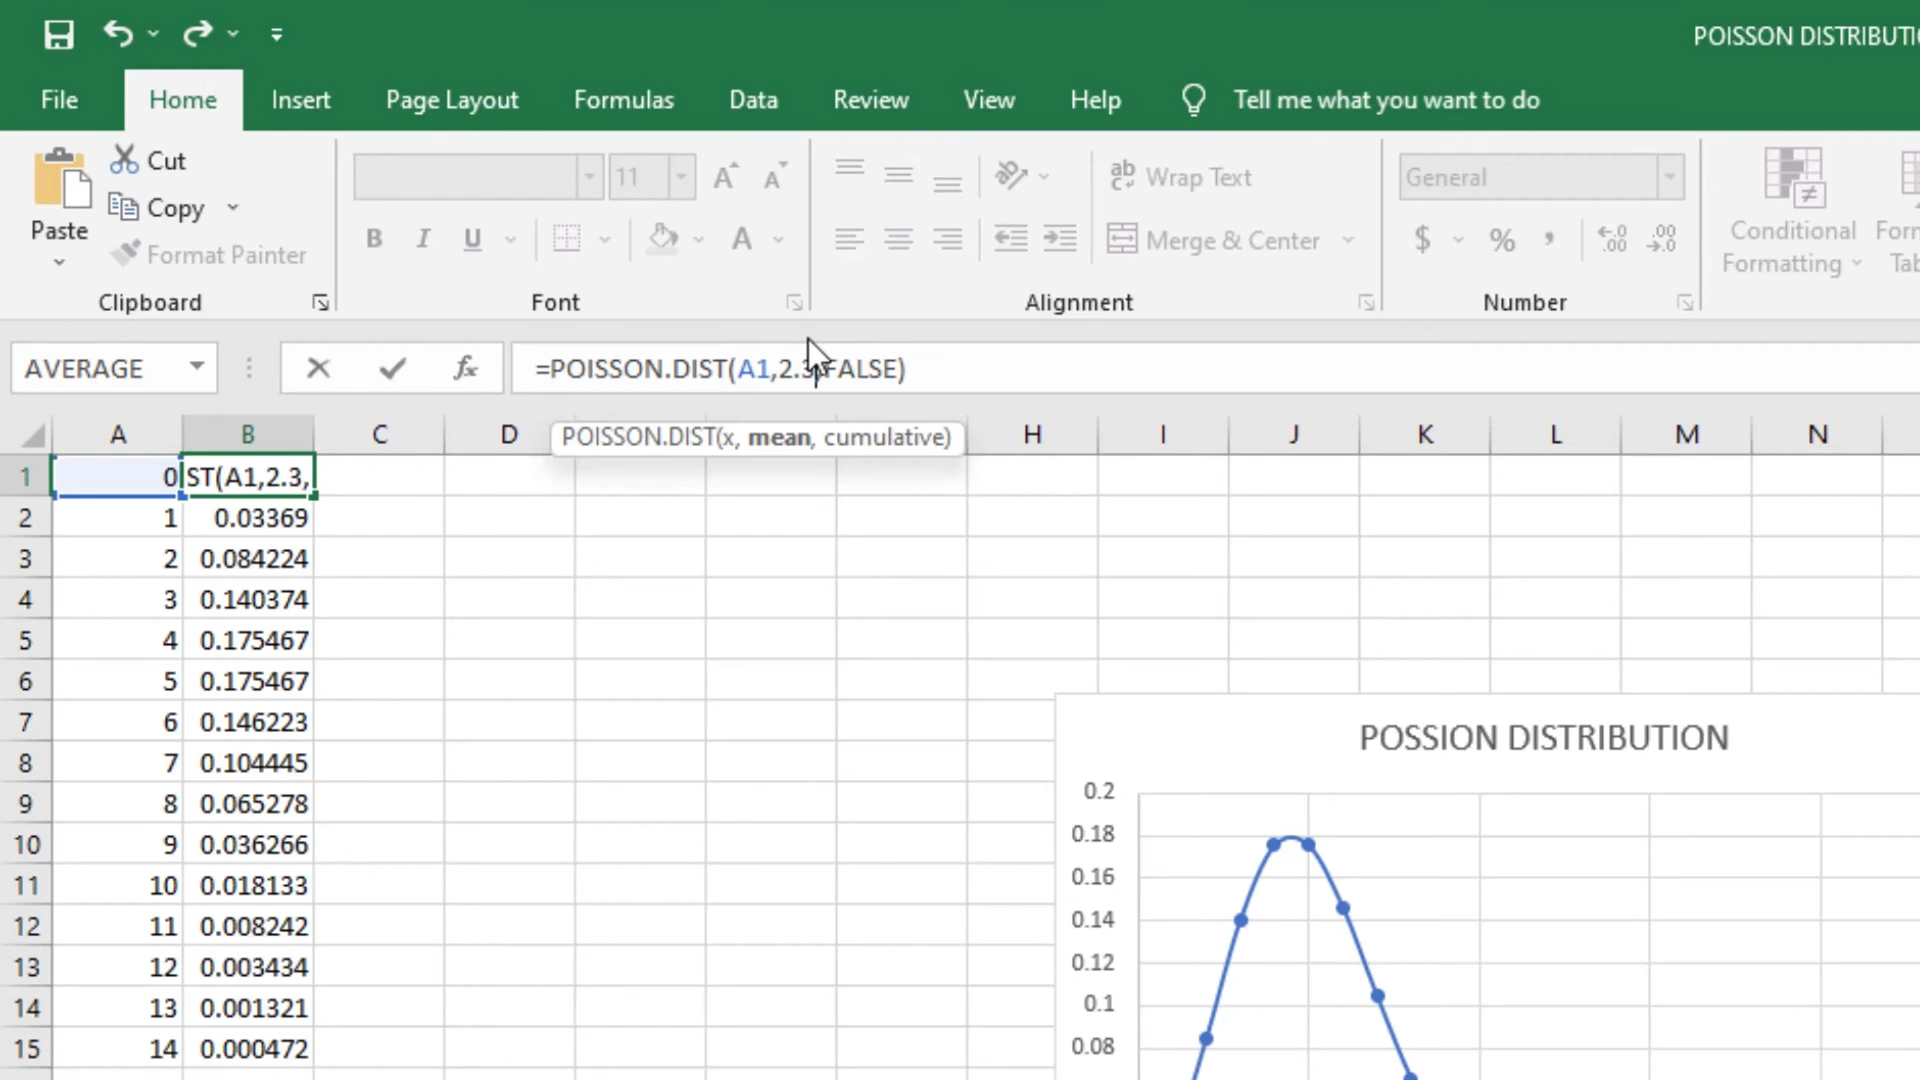 POISSON DISTRIBUTI
File Home Insert Page Layout Formulas Data Review View Help Tell me what you want to do
Paste
Cut
Copy
Format Painter
Clipboard
11
Font
Wrap Text
Merge & Center
Alignment
General
Number
Conditional
Formatting
AVERAGE
=POISSON.DIST(A1,2.3,FALSE)
POISSON.DIST(x, mean, cumulative)
A B C D H I J K L M N
1 0 ST(A1,2.3,
2 1 0.03369
3 2 0.084224
4 3 0.140374
5 4 0.175467
6 5 0.175467
7 6 0.146223
8 7 0.104445
9 8 0.065278
10 9 0.036266
11 10 0.018133
12 11 0.008242
13 12 0.003434
14 13 0.001321
15 14 0.000472
POSSION DISTRIBUTION
0.2
0.18
0.16
0.14
0.12
0.1
0.08